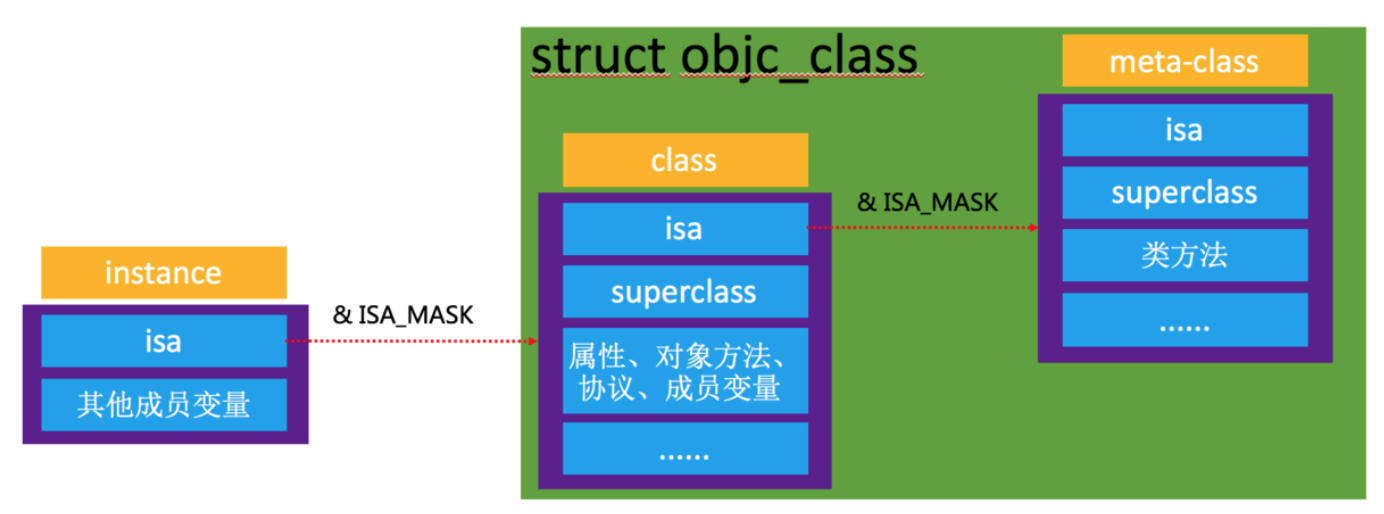 struct objc_class
instance
isa
其他成员变量
& ISA_MASK
class
isa
superclass
属性、对象方法、
协议、成员变量
......
& ISA_MASK
meta-class
isa
superclass
类方法
......